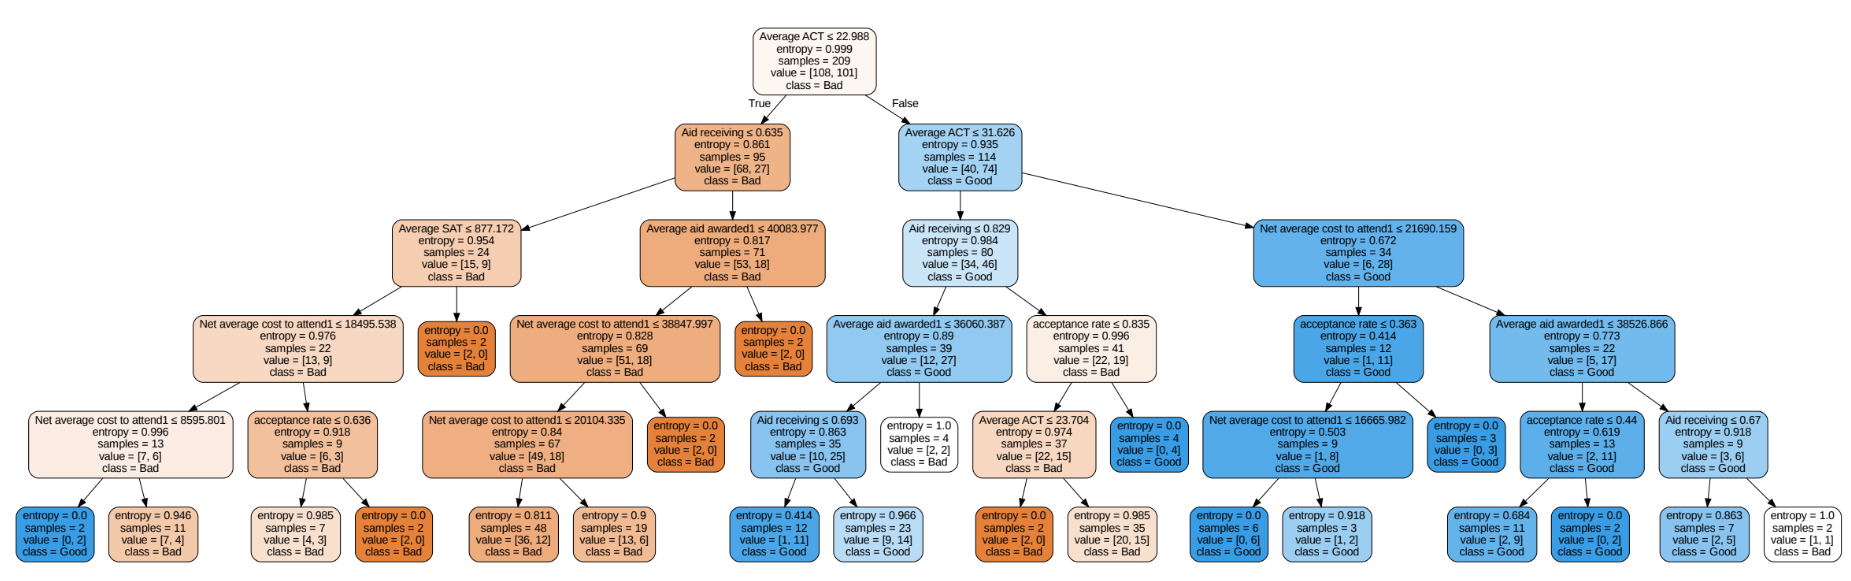 Average ACT ≤ 22.988
entropy = 0.999
samples = 209
value = [108, 101]
class = Bad
True
False
Aid receiving ≤ 0.635
entropy = 0.861
samples = 95
value = [68, 27]
class = Bad
Average ACT ≤ 31.626
entropy = 0.935
samples = 114
value = [40, 74]
class = Good
Average SAT ≤ 877.172
entropy = 0.954
samples = 24
value = [15, 9]
class = Bad
Average aid awarded1 ≤ 40083.977
entropy = 0.817
samples = 71
value = [53, 18]
class = Bad
Aid receiving ≤ 0.829
entropy = 0.984
samples = 80
value = [34, 46]
class = Good
Net average cost to attend1 ≤ 21690.159
entropy = 0.672
samples = 34
value = [6, 28]
class = Good
Net average cost to attend1 ≤ 18495.538
entropy = 0.976
samples = 22
value = [13, 9]
class = Bad
entropy = 0.0
samples = 2
value = [2, 0]
class = Bad
Net average cost to attend1 ≤ 38847.997
entropy = 0.828
samples = 69
value = [51, 18]
class = Bad
entropy = 0.0
samples = 2
value = [2, 0]
class = Bad
Average aid awarded1 ≤ 36060.387
entropy = 0.89
samples = 39
value = [12, 27]
class = Good
acceptance rate ≤ 0.835
entropy = 0.996
samples = 41
value = [22, 19]
class = Bad
acceptance rate ≤ 0.363
entropy = 0.414
samples = 12
value = [1, 11]
class = Good
Average aid awarded1 ≤ 38526.866
entropy = 0.773
samples = 22
value = [5, 17]
class = Good
Net average cost to attend1 ≤ 8595.801
entropy = 0.996
samples = 13
value = [7, 6]
class = Bad
acceptance rate ≤ 0.636
entropy = 0.918
samples = 9
value = [6, 3]
class = Bad
Net average cost to attend1 ≤ 20104.335
entropy = 0.84
samples = 67
value = [49, 18]
class = Bad
entropy = 0.0
samples = 2
value = [2, 0]
class = Bad
Aid receiving ≤ 0.693
entropy = 0.863
samples = 35
value = [10, 25]
class = Good
entropy = 1.0
samples = 4
value = [2, 2]
class = Bad
Average ACT ≤ 23.704
entropy = 0.974
samples = 37
value = [22, 15]
class = Bad
entropy = 0.0
samples = 4
value = [0, 4]
class = Good
Net average cost to attend1 ≤ 16665.982
entropy = 0.503
samples = 9
value = [1, 8]
class = Good
entropy = 0.0
samples = 3
value = [0, 3]
class = Good
acceptance rate ≤ 0.44
entropy = 0.619
samples = 13
value = [2, 11]
class = Good
Aid receiving ≤ 0.67
entropy = 0.918
samples = 9
value = [3, 6]
class = Good
entropy = 0.0
samples = 2
value = [0, 2]
class = Good
entropy = 0.946
samples = 11
value = [7, 4]
class = Bad
entropy = 0.985
samples = 7
value = [4, 3]
class = Bad
entropy = 0.0
samples = 2
value = [2, 0]
class = Bad
entropy = 0.811
samples = 48
value = [36, 12]
class = Bad
entropy = 0.9
samples = 19
value = [13, 6]
class = Bad
entropy = 0.414
samples = 12
value = [1, 11]
class = Good
entropy = 0.966
samples = 23
value = [9, 14]
class = Good
entropy = 0.0
samples = 2
value = [2, 0]
class = Bad
entropy = 0.985
samples = 35
value = [20, 15]
class = Bad
entropy = 0.0
samples = 6
value = [0, 6]
class = Good
entropy = 0.918
samples = 3
value = [1, 2]
class = Good
entropy = 0.684
samples = 11
value = [2, 9]
class = Good
entropy = 0.0
samples = 2
value = [0, 2]
class = Good
entropy = 0.863
samples = 7
value = [2, 5]
class = Good
entropy = 1.0
samples = 2
value = [1, 1]
class = Bad